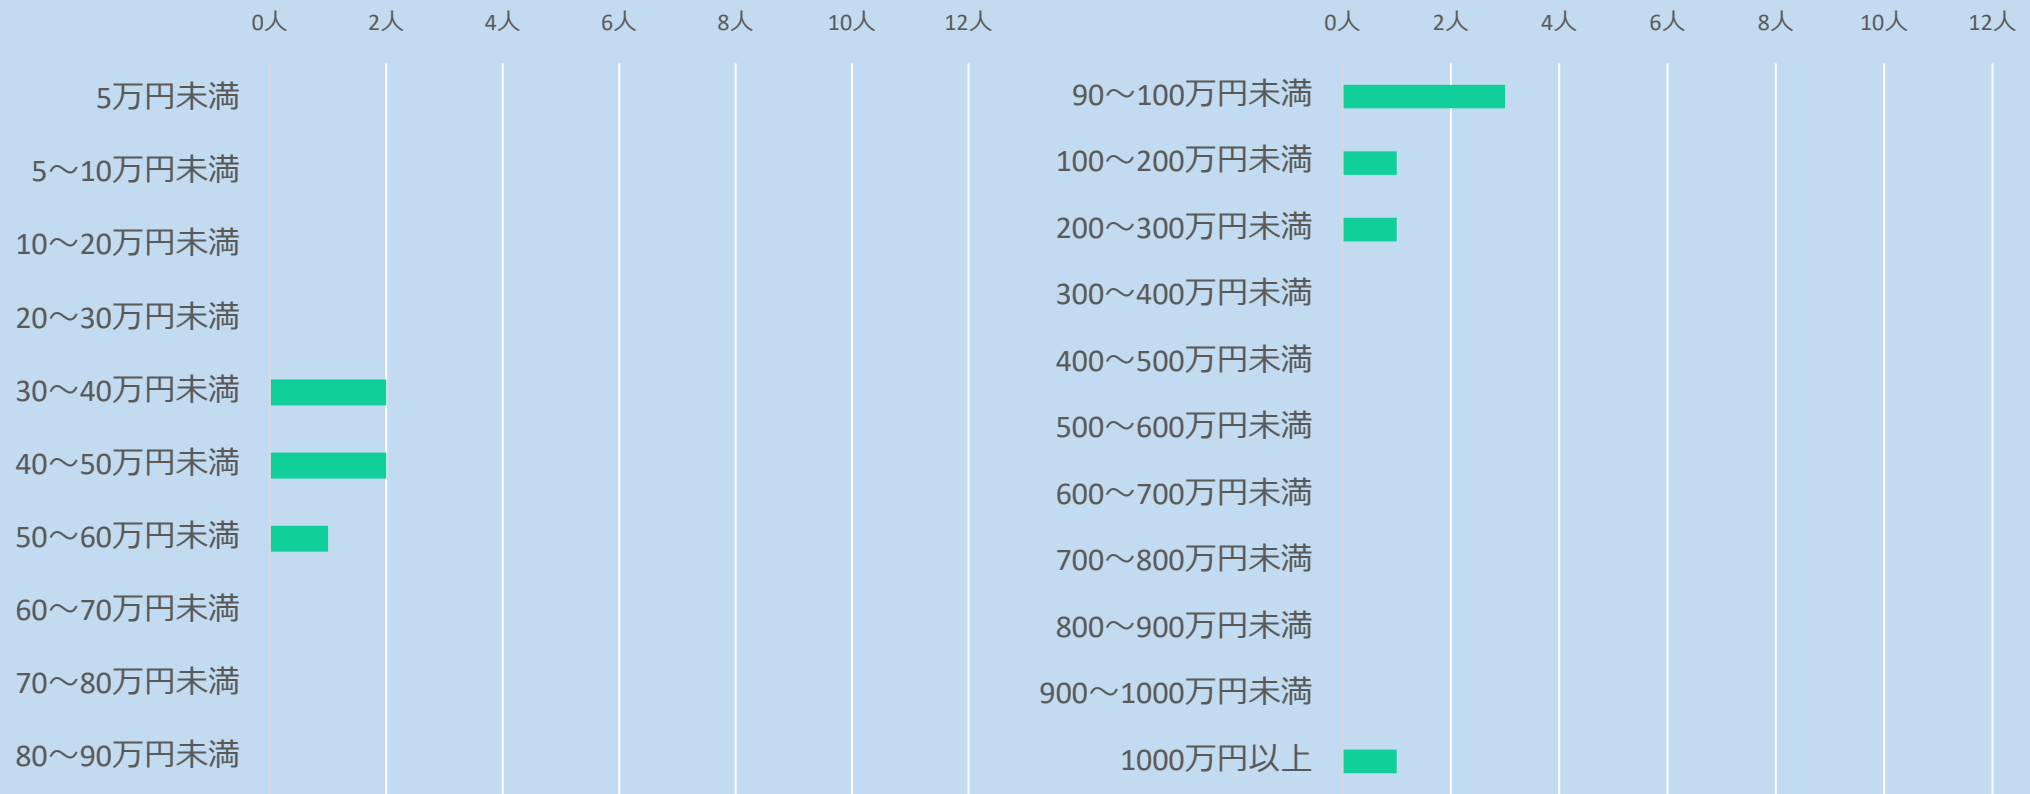 0人 2人 4人 6人 8人 10人 12人
5万円未満
5～10万円未満
10～20万円未満
20～30万円未満
30～40万円未満
40～50万円未満
50～60万円未満
60～70万円未満
70～80万円未満
80～90万円未満
0人 2人 4人 6人 8人 10人 12人
90～100万円未満
100～200万円未満
200～300万円未満
300～400万円未満
400～500万円未満
500～600万円未満
600～700万円未満
700～800万円未満
800～900万円未満
900～1000万円未満
1000万円以上